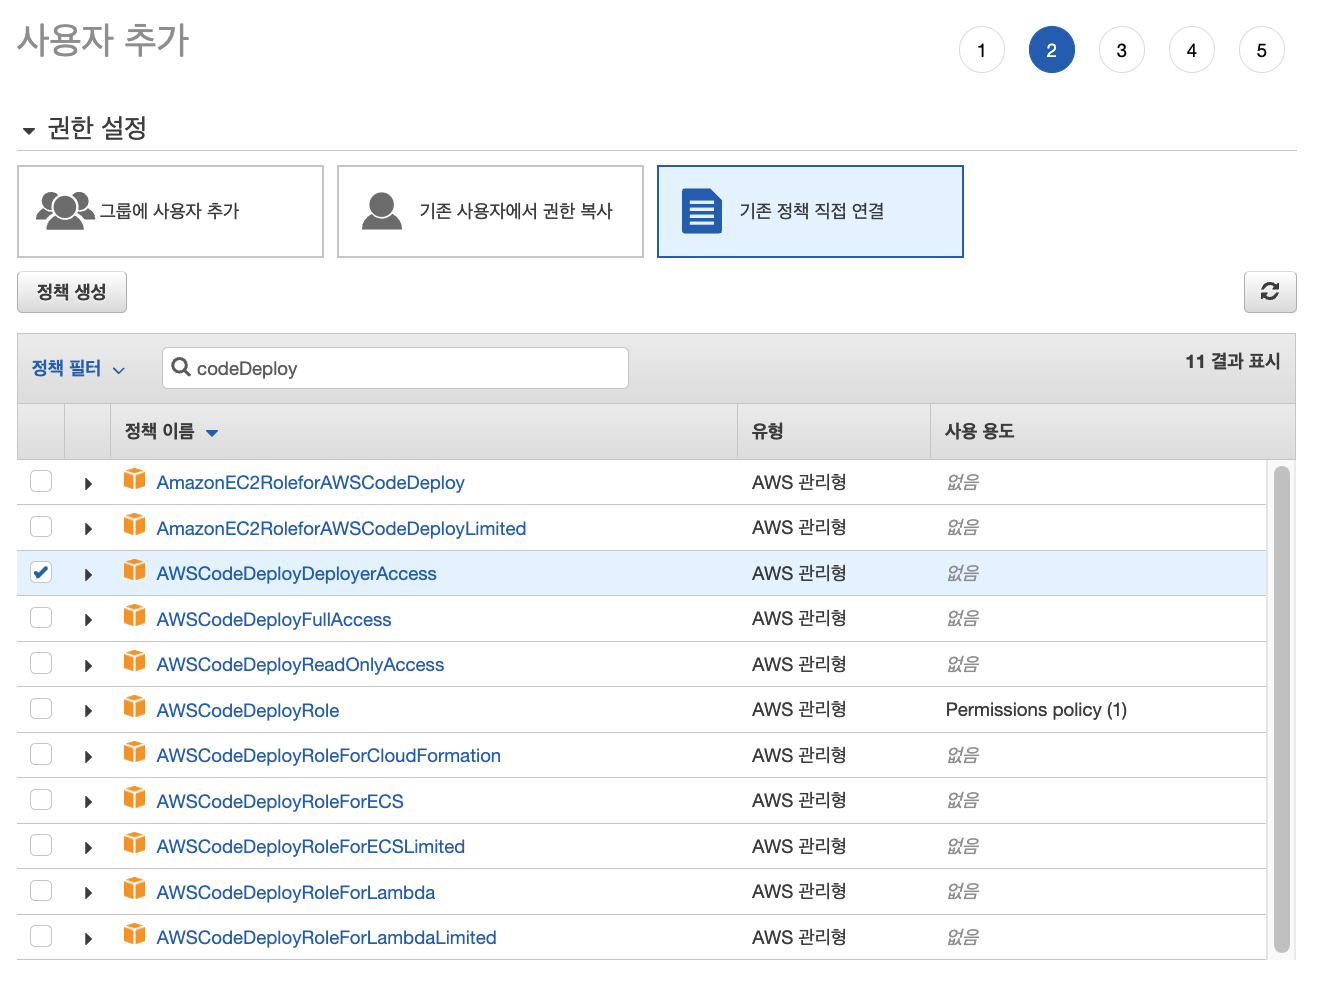 사용자 추가
1 2 3 4 5
권한 설정
그룹에 사용자 추가
기존 사용자에서 권한 복사
기존 정책 직접 연결
정책 생성
정책 필터
codeDeploy
11 결과 표시
정책 이름 유형 사용 용도
AmazonEC2RoleforAWSCodeDeploy AWS 관리형 없음
AmazonEC2RoleforAWSCodeDeployLimited AWS 관리형 없음
AWSCodeDeployDeployerAccess AWS 관리형 없음
AWSCodeDeployFullAccess AWS 관리형 없음
AWSCodeDeployReadOnlyAccess AWS 관리형 없음
AWSCodeDeployRole AWS 관리형 Permissions policy (1)
AWSCodeDeployRoleForCloudFormation AWS 관리형 없음
AWSCodeDeployRoleForECS AWS 관리형 없음
AWSCodeDeployRoleForECSLimited AWS 관리형 없음
AWSCodeDeployRoleForLambda AWS 관리형 없음
AWSCodeDeployRoleForLambdaLimited AWS 관리형 없음